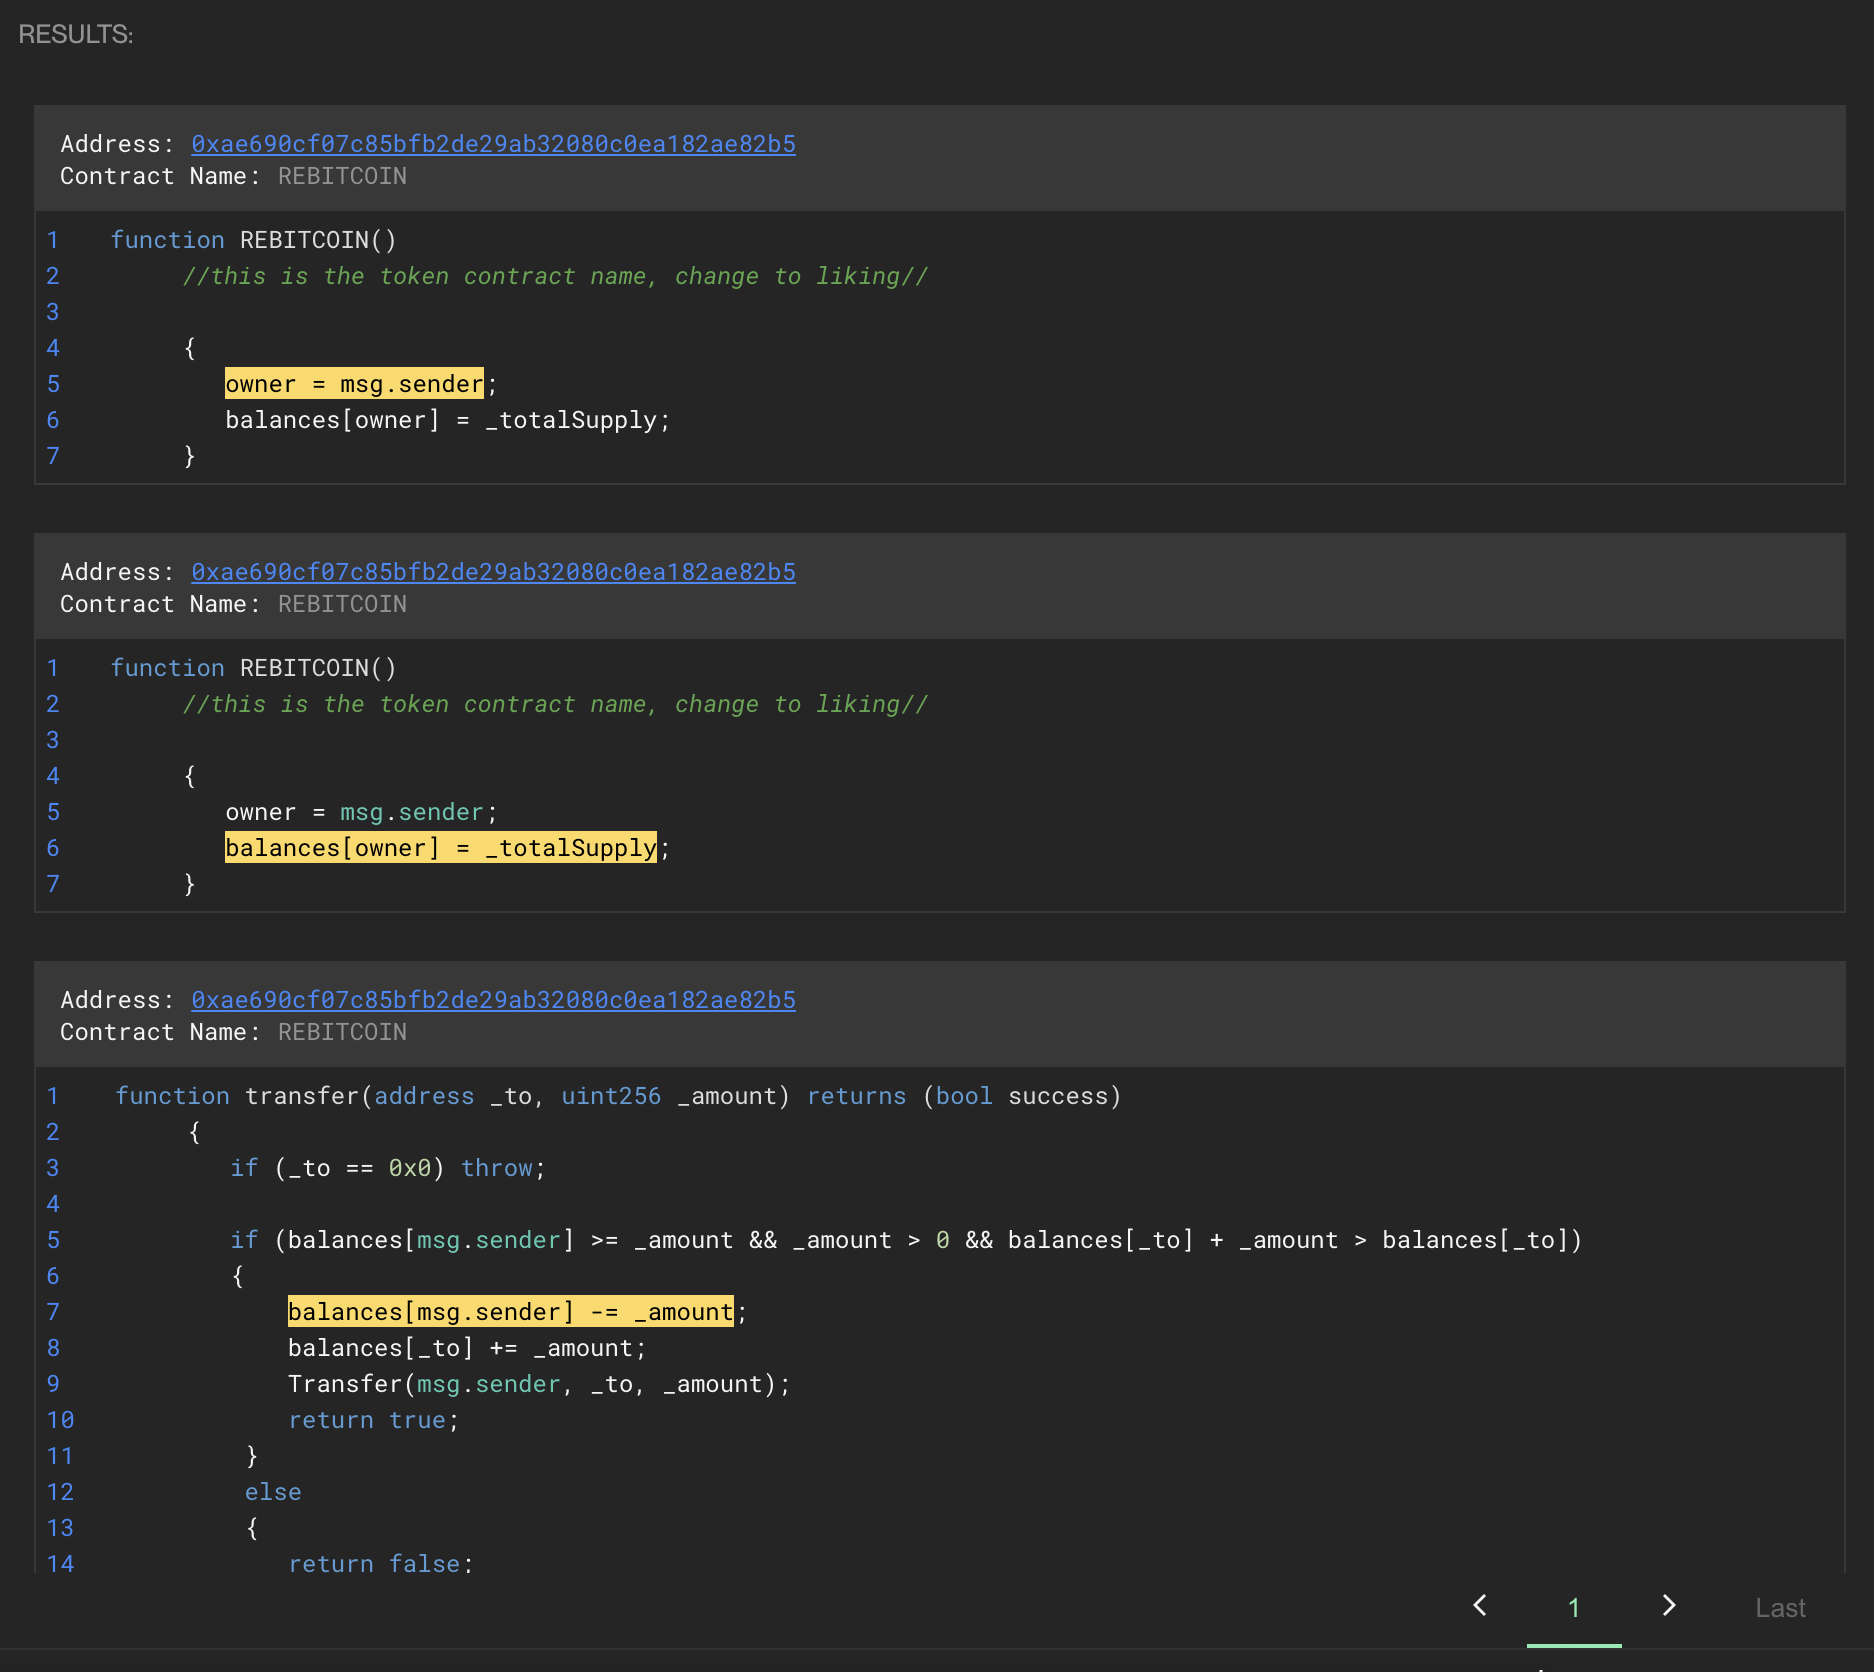 RESULTS:
Address: 0xae690cf07c85bfb2de29ab32080c0ea182ae82b5
Contract Name: REBITCOIN
1 function REBITCOIN()
2 //this is the token contract name, change to liking//
3
4 {
5 owner = msg.sender;
6 balances[owner] = _totalSupply;
7 }
Address: 0xae690cf07c85bfb2de29ab32080c0ea182ae82b5
Contract Name: REBITCOIN
1 function REBITCOIN()
2 //this is the token contract name, change to liking//
3
4 {
5 owner = msg.sender;
6 balances[owner] = _totalSupply;
7 }
Address: 0xae690cf07c85bfb2de29ab32080c0ea182ae82b5
Contract Name: REBITCOIN
1 function transfer(address _to, uint256 _amount) returns (bool success)
2 {
3 if (_to == 0x0) throw;
4
5 if (balances[msg.sender] >= _amount && _amount > 0 && balances[_to] + _amount > balances[_to])
6 {
7 balances[msg.sender] -= _amount;
8 balances[_to] += _amount;
9 Transfer(msg.sender, _to, _amount);
10 return true;
11 }
12 else
13 {
14 return false;
1 Last